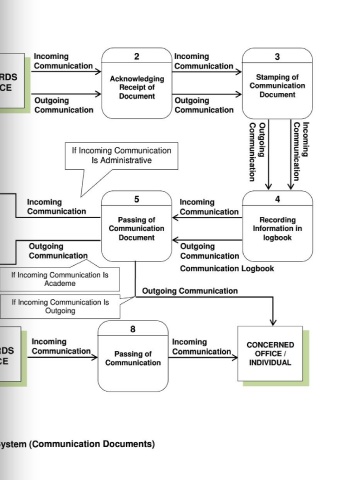 Incoming
Communication
2
Acknowledging
Receipt of
Document
Incoming
Communication
3
Stamping of
Communication
Document
RDS
CE
Outgoing
Communication
Outgoing
Communication
Outgoing
Communication
Incoming
Communication
If Incoming Communication
Is Administrative
Incoming
Communication
5
Passing of
Communication
Document
Incoming
Communication
4
Recording
Information in
logbook
Outgoing
Communication
Outgoing
Communication
Communication Logbook
If Incoming Communication Is
Academe
Outgoing Communication
If Incoming Communication Is
Outgoing
RDS
CE
Incoming
Communication
8
Passing of
Communication
Incoming
Communication
CONCERNED
OFFICE /
INDIVIDUAL
ystem (Communication Documents)